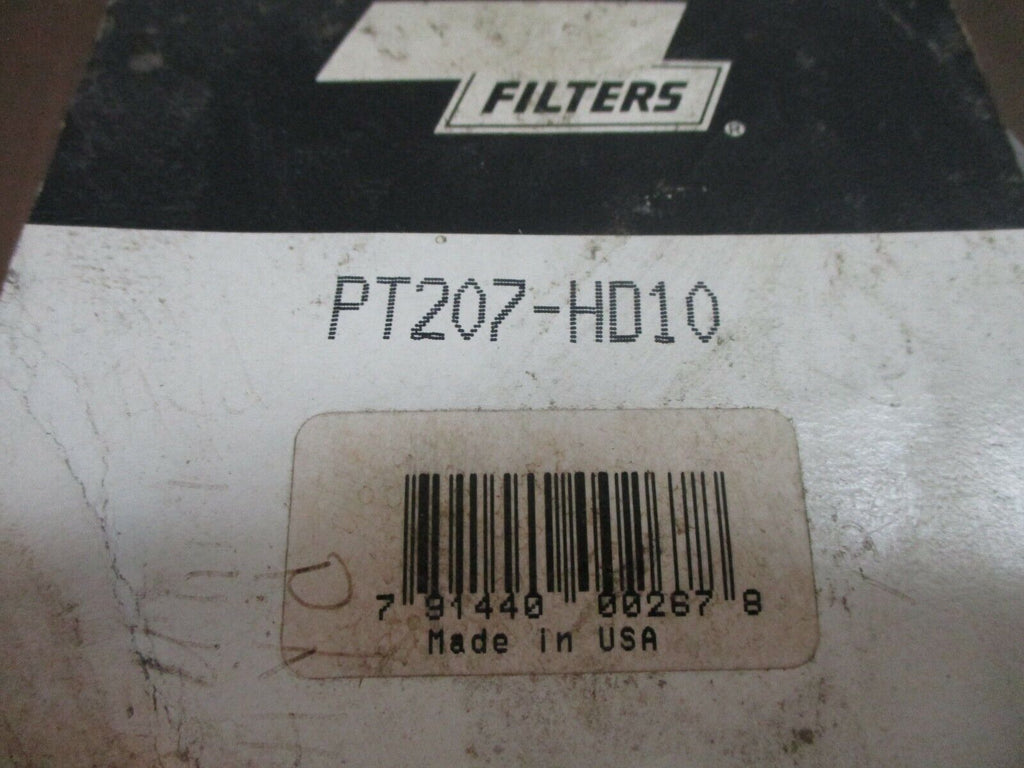 FILTERS
®
PT207-HD10
7 91440 00267 8
Made in USA